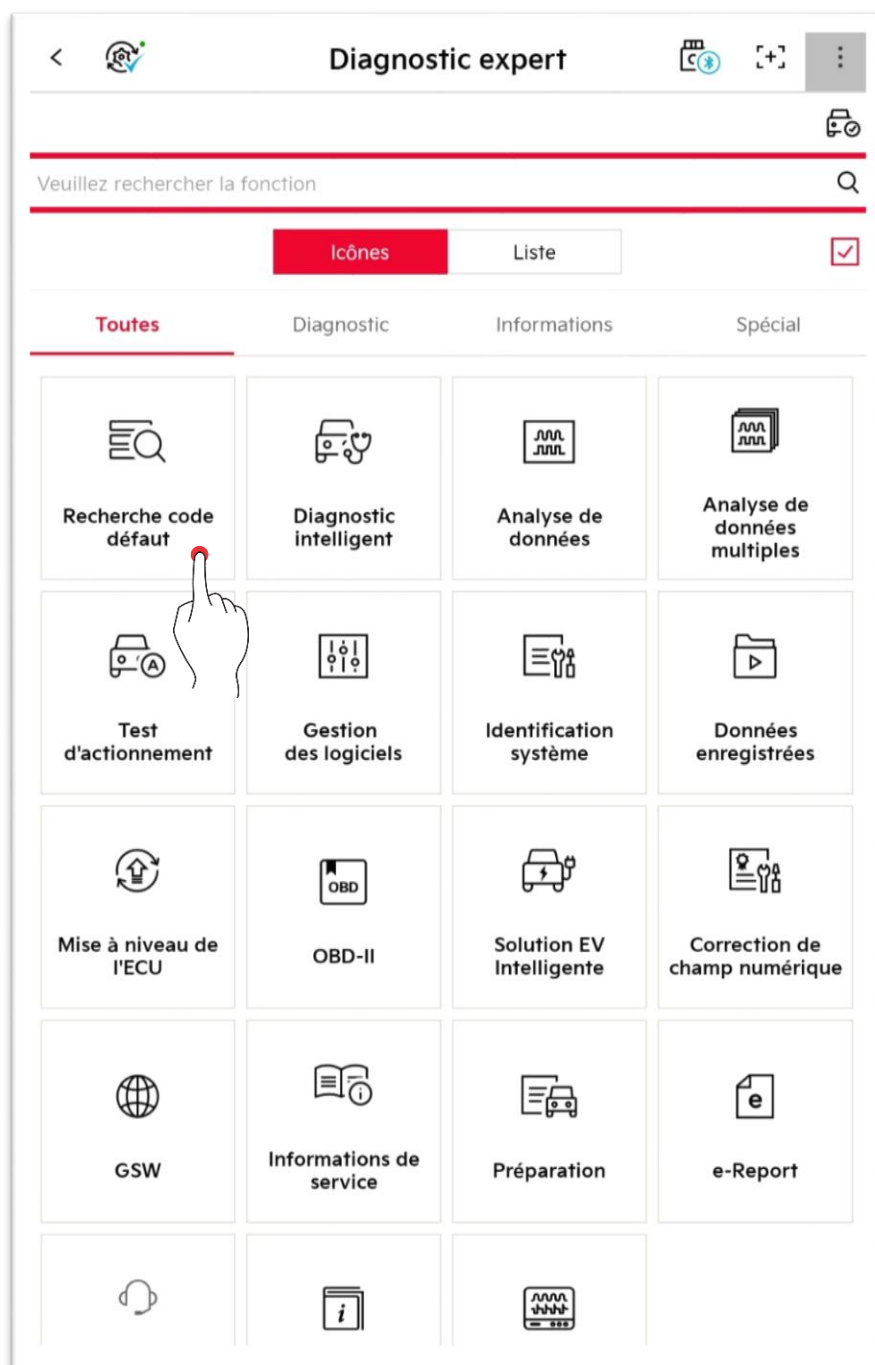 Diagnostic expert
Veuillez rechercher la fonction
Icônes
Liste
Toutes
Diagnostic
Informations
Spécial
Recherche code
défaut
Diagnostic
intelligent
Analyse de
données
Analyse de
données
multiples
A
Test
d'actionnement
Gestion
des logiciels
Identification
système
Données
enregistrées
OBD
Mise à niveau de
l'ECU
OBD-II
Solution EV
Intelligente
Correction de
champ numérique
i
e
GSW
Informations de
service
Préparation
e-Report
i